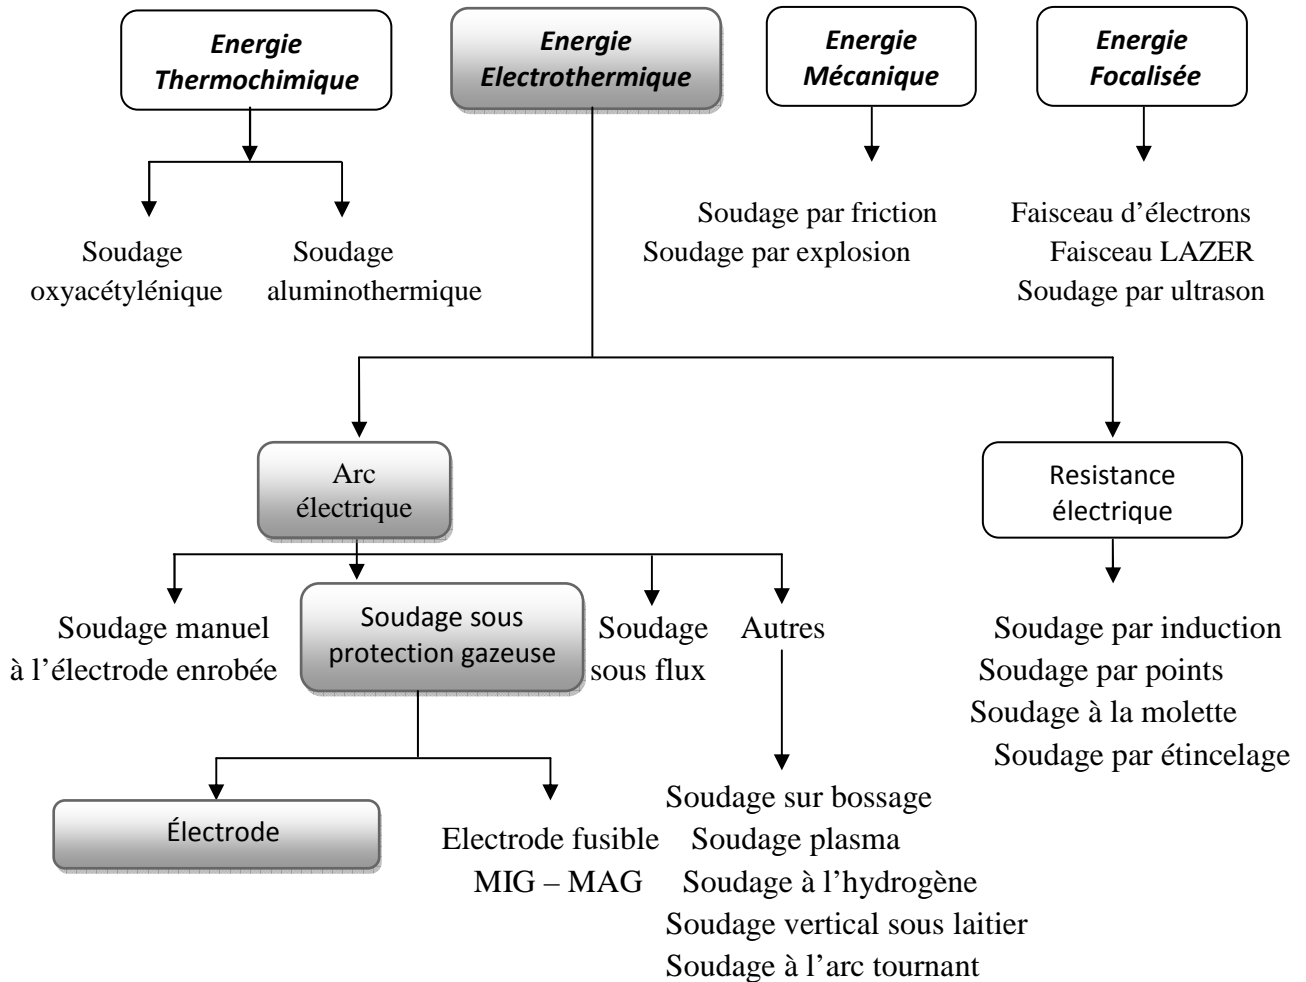 Energie
Thermochimique
Energie
Electrothermique
Energie
Mécanique
Energie
Focalisée
Soudage
oxyacétylénique
Soudage
aluminothermique
Soudage par friction
Soudage par explosion
Faisceau d’électrons
Faisceau LAZER
Soudage par ultrason
Arc
électrique
Resistance
électrique
Soudage manuel
à l’électrode enrobée
Soudage sous
protection gazeuse
Soudage
sous flux
Autres
Soudage par induction
Soudage par points
Soudage à la molette
Soudage par étincelage
Électrode
Electrode fusible
MIG – MAG
Soudage sur bossage
Soudage plasma
Soudage à l’hydrogène
Soudage vertical sous laitier
Soudage à l’arc tournant